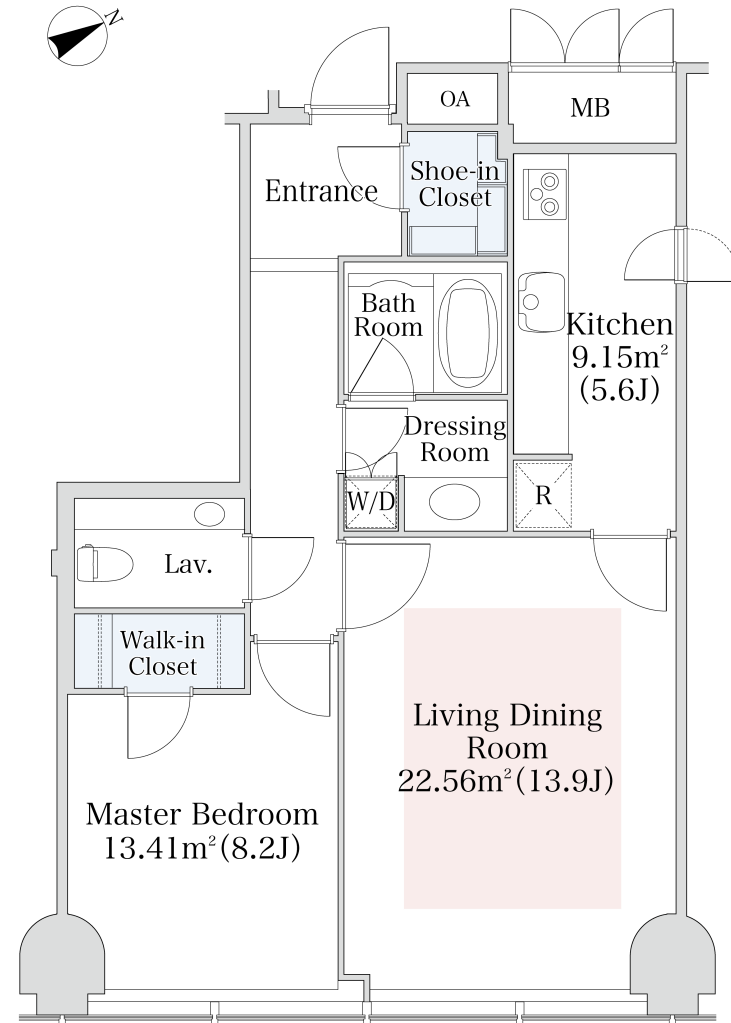 N
OA
MB
Entrance
Shoe-in
Closet
Bath
Room
Kitchen
9.15m²
(5.6J)
Dressing
Room
W/D
R
Lav.
Walk-in
Closet
Living Dining
Room
22.56m²(13.9J)
Master Bedroom
13.41m²(8.2J)